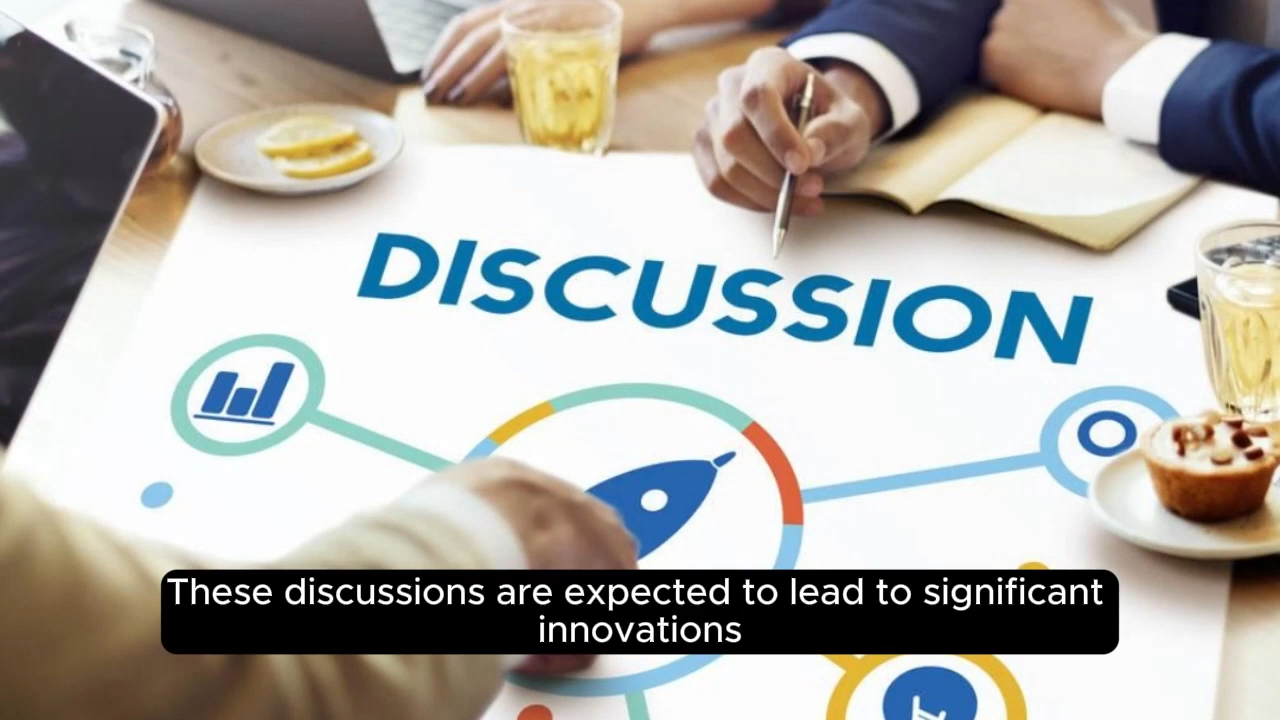 DISCUSSION
These discussions are expected to lead to significant
innovations